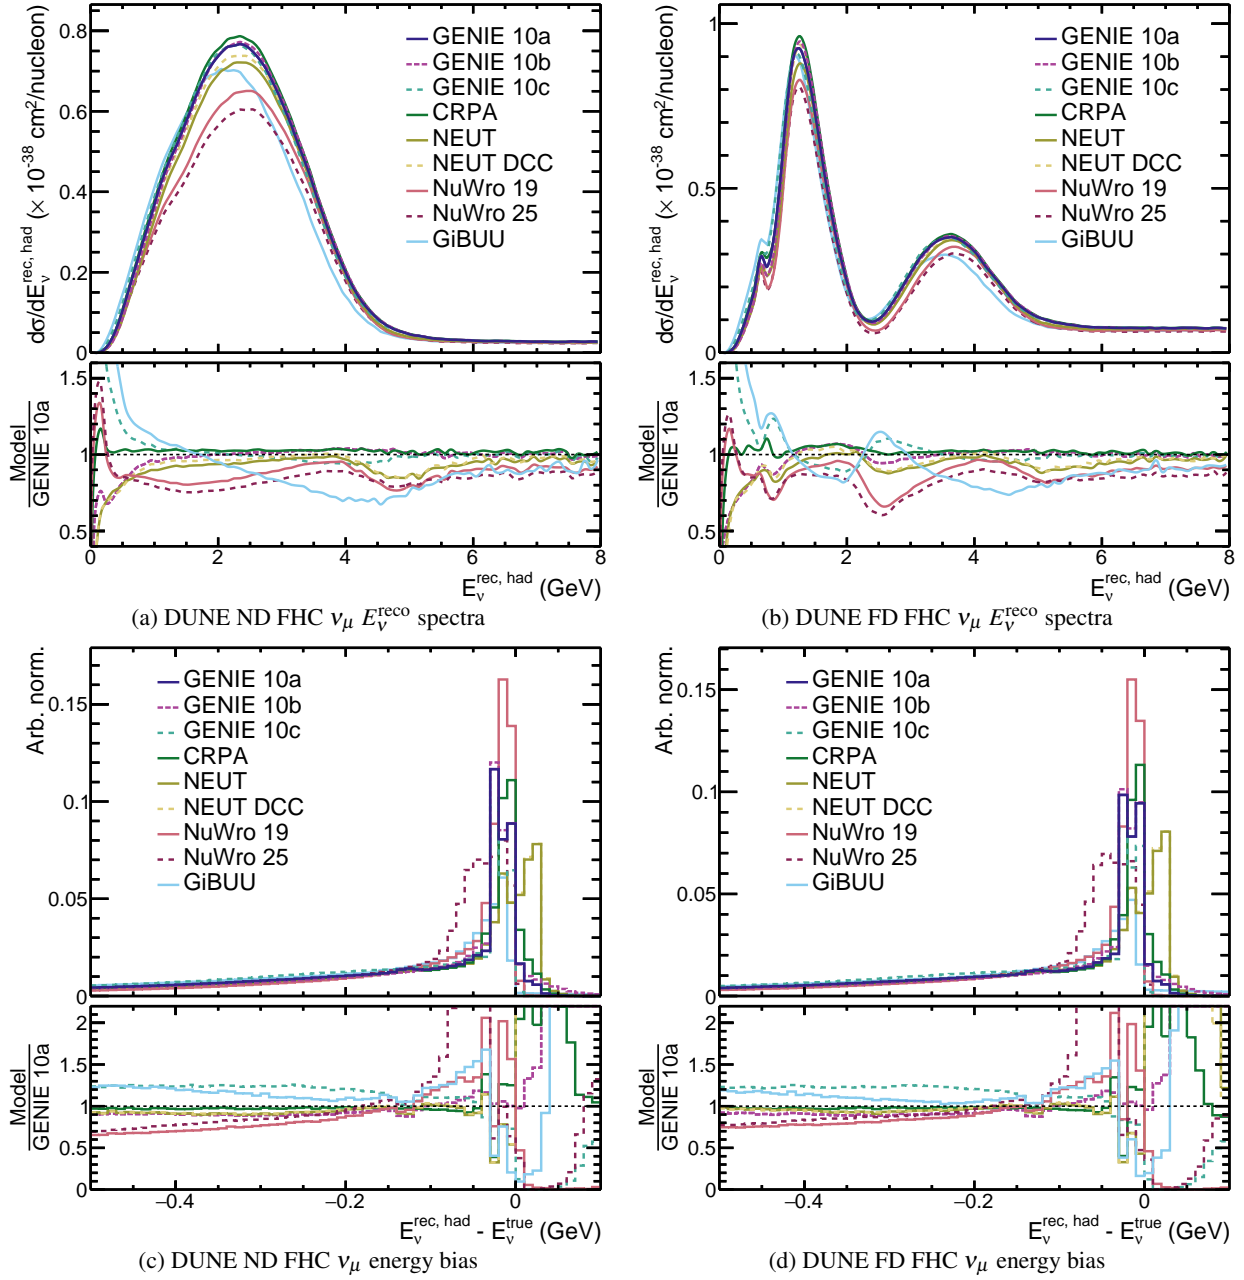 dσ/dE_ν^rec, had (× 10^-38 cm²/nucleon)
0.8
0.6
0.4
0.2
0
GENIE 10a
GENIE 10b
GENIE 10c
CRPA
NEUT
NEUT DCC
NuWro 19
NuWro 25
GiBUU
Model
GENIE 10a
1.5
1
0.5
0 2 4 6 8
E_ν^rec, had (GeV)
(a) DUNE ND FHC ν_μ E_ν^reco spectra
dσ/dE_ν^rec, had (× 10^-38 cm²/nucleon)
1
0.5
0
GENIE 10a
GENIE 10b
GENIE 10c
CRPA
NEUT
NEUT DCC
NuWro 19
NuWro 25
GiBUU
Model
GENIE 10a
1.5
1
0.5
0 2 4 6 8
E_ν^rec, had (GeV)
(b) DUNE FD FHC ν_μ E_ν^reco spectra
Arb. norm.
0.15
0.1
0.05
0
GENIE 10a
GENIE 10b
GENIE 10c
CRPA
NEUT
NEUT DCC
NuWro 19
NuWro 25
GiBUU
Model
GENIE 10a
2
1.5
1
0.5
0
−0.4 −0.2 0
E_ν^rec, had - E_ν^true (GeV)
(c) DUNE ND FHC ν_μ energy bias
Arb. norm.
0.15
0.1
0.05
0
GENIE 10a
GENIE 10b
GENIE 10c
CRPA
NEUT
NEUT DCC
NuWro 19
NuWro 25
GiBUU
Model
GENIE 10a
2
1.5
1
0.5
0
−0.4 −0.2 0
E_ν^rec, had - E_ν^true (GeV)
(d) DUNE FD FHC ν_μ energy bias